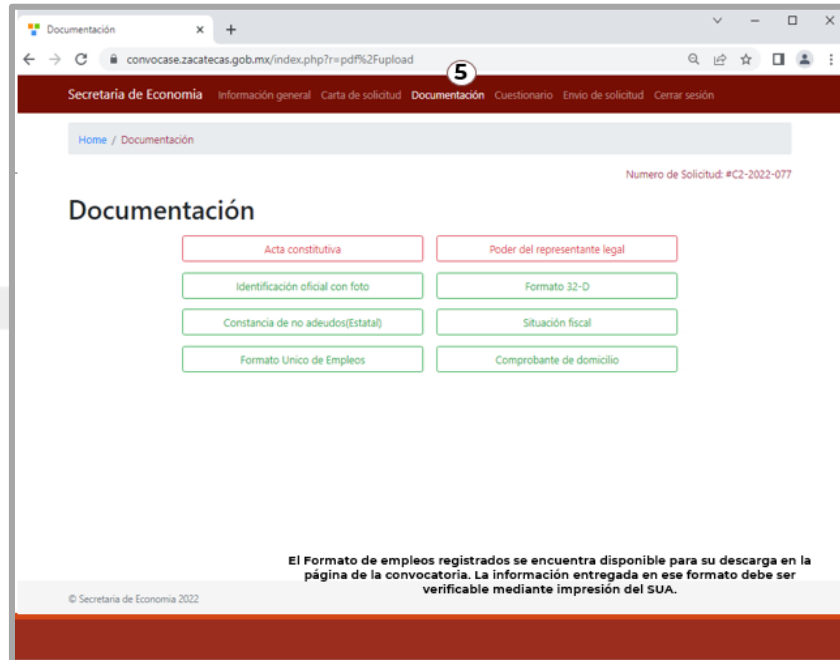 Documentación
convocase.zacatecas.gob.mx/index.php?r=pdf%2Fupload
5
Secretaria de Economia Información general Carta de solicitud Documentación Cuestionario Envio de solicitud Cerrar sesión
Home / Documentación
Numero de Solicitud: #C2-2022-077
Documentación
Acta constitutiva Poder del representante legal
Identificación oficial con foto Formato 32-D
Constancia de no adeudos(Estatal) Situación fiscal
Formato Unico de Empleos Comprobante de domicilio
El Formato de empleos registrados se encuentra disponible para su descarga en la
página de la convocatoria. La información entregada en ese formato debe ser
verificable mediante impresión del SUA.
© Secretaria de Economia 2022